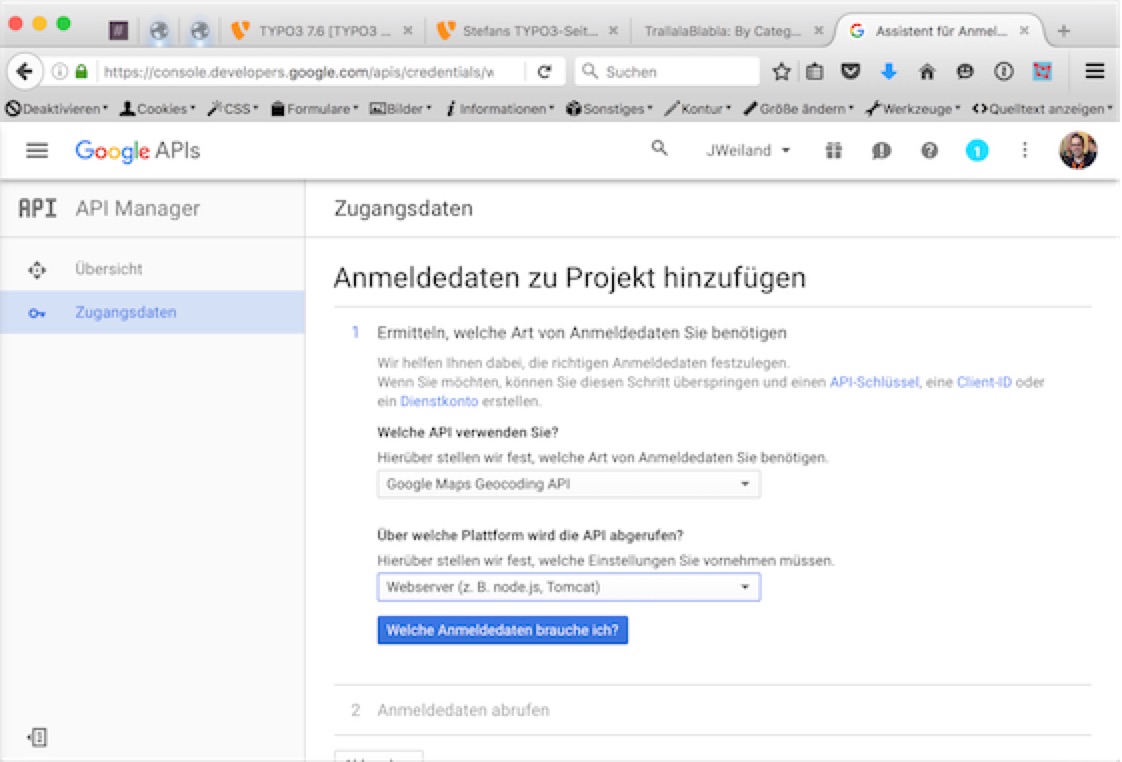 TYPO3 7.6 [TYPO3 ...
Stefans TYPO3-Seit...
TrallalaBlabla: By Categ...
Assistent für Anmel...
https://console.developers.google.com/apis/credentials/w
Suchen
Deaktivieren
Cookies
CSS
Formulare
Bilder
Informationen
Sonstiges
Kontur
Größe ändern
Werkzeuge
Quelltext anzeigen
Google APIs
JWeiland
1
API API Manager
Zugangsdaten
Übersicht
Zugangsdaten
Anmeldedaten zu Projekt hinzufügen
1 Ermitteln, welche Art von Anmeldedaten Sie benötigen
Wir helfen Ihnen dabei, die richtigen Anmeldedaten festzulegen.
Wenn Sie möchten, können Sie diesen Schritt überspringen und einen API-Schlüssel, eine Client-ID oder
ein Dienstkonto erstellen.
Welche API verwenden Sie?
Hierüber stellen wir fest, welche Art von Anmeldedaten Sie benötigen.
Google Maps Geocoding API
Über welche Plattform wird die API abgerufen?
Hierüber stellen wir fest, welche Einstellungen Sie vornehmen müssen.
Webserver (z. B. node.js, Tomcat)
Welche Anmeldedaten brauche ich?
2 Anmeldedaten abrufen